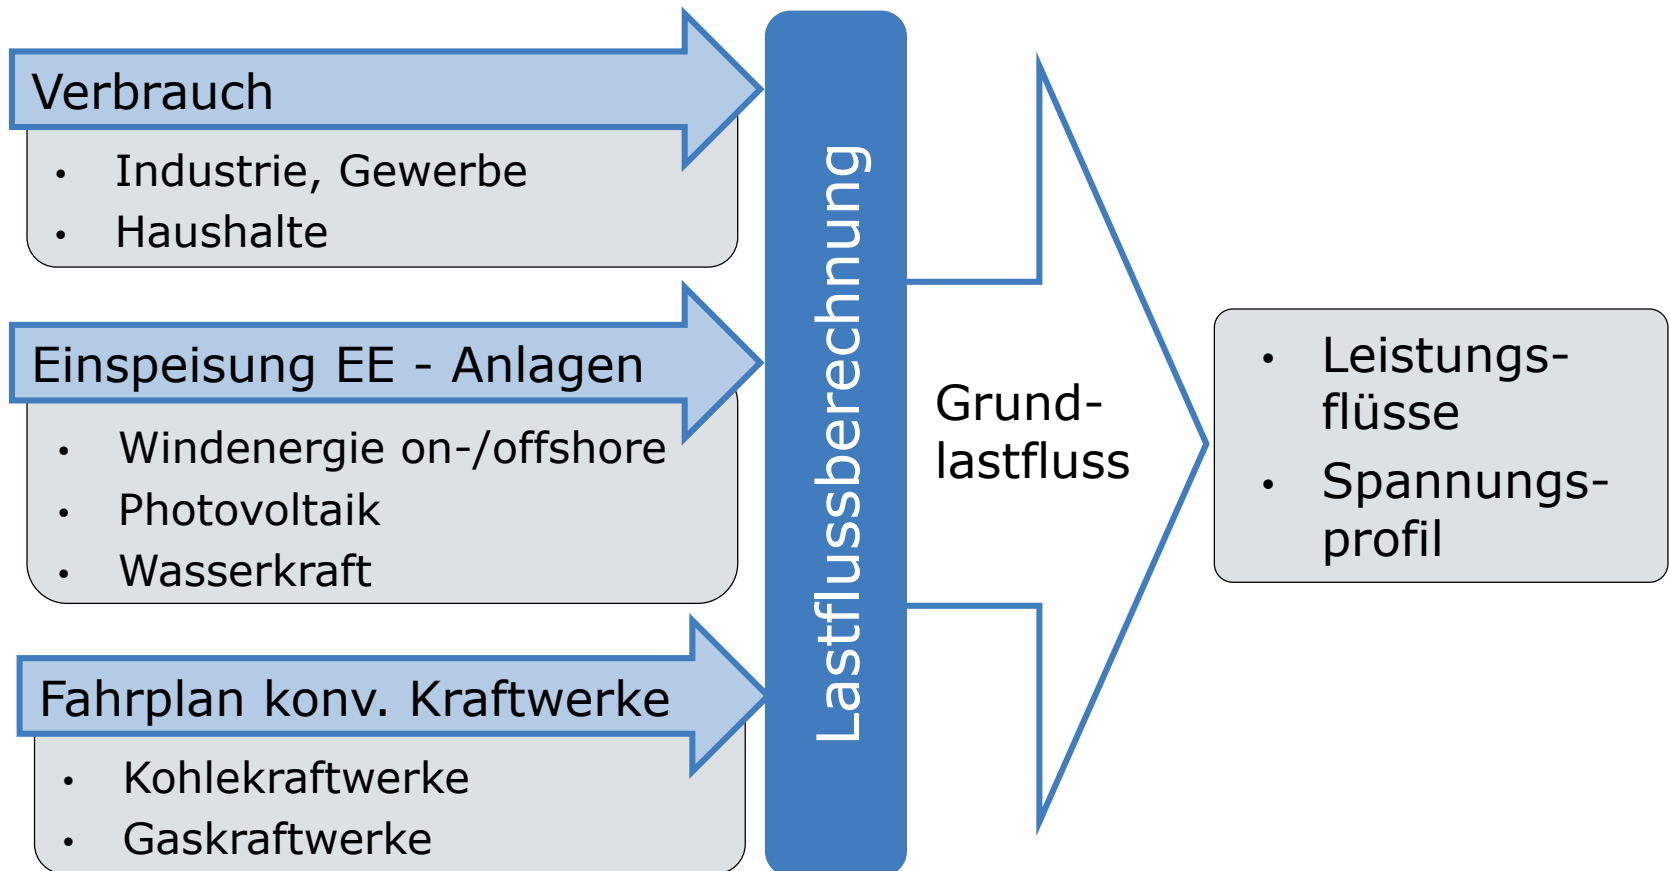 Verbrauch
• Industrie, Gewerbe
• Haushalte
Einspeisung EE - Anlagen
• Windenergie on-/offshore
• Photovoltaik
• Wasserkraft
Fahrplan konv. Kraftwerke
• Kohlekraftwerke
• Gaskraftwerke
Lastflussberechnung
Grund-
lastfluss
• Leistungs-
flüsse
• Spannungs-
profil